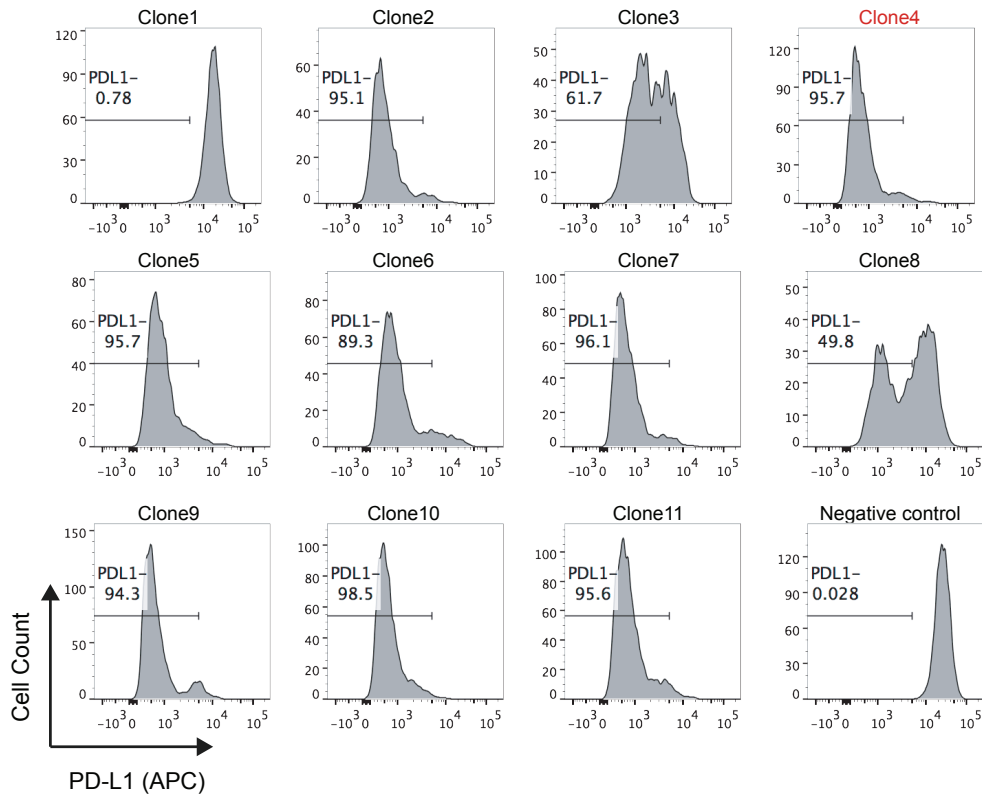 Clone1
120
90
60
30
0
PDL1-
0.78
-10³ 0 10³ 10⁴ 10⁵
Clone2
60
40
20
0
PDL1-
95.1
-10³ 0 10³ 10⁴ 10⁵
Clone3
50
40
30
20
10
0
PDL1-
61.7
-10³ 0 10³ 10⁴ 10⁵
Clone4
120
90
60
30
0
PDL1-
95.7
-10³ 0 10³ 10⁴ 10⁵
Clone5
80
60
40
20
0
PDL1-
95.7
-10³ 0 10³ 10⁴ 10⁵
Clone6
80
60
40
20
0
PDL1-
89.3
-10³ 0 10³ 10⁴ 10⁵
Clone7
100
80
60
40
20
0
PDL1-
96.1
-10³ 0 10³ 10⁴ 10⁵
Clone8
50
40
30
20
10
0
PDL1-
49.8
-10³ 0 10³ 10⁴ 10⁵
Clone9
150
100
50
0
PDL1-
94.3
-10³ 0 10³ 10⁴ 10⁵
Clone10
100
80
60
40
20
0
PDL1-
98.5
-10³ 0 10³ 10⁴ 10⁵
Clone11
100
80
60
40
20
0
PDL1-
95.6
-10³ 0 10³ 10⁴ 10⁵
Negative control
120
90
60
30
0
PDL1-
0.028
-10³ 0 10³ 10⁴ 10⁵
Cell Count
PD-L1 (APC)